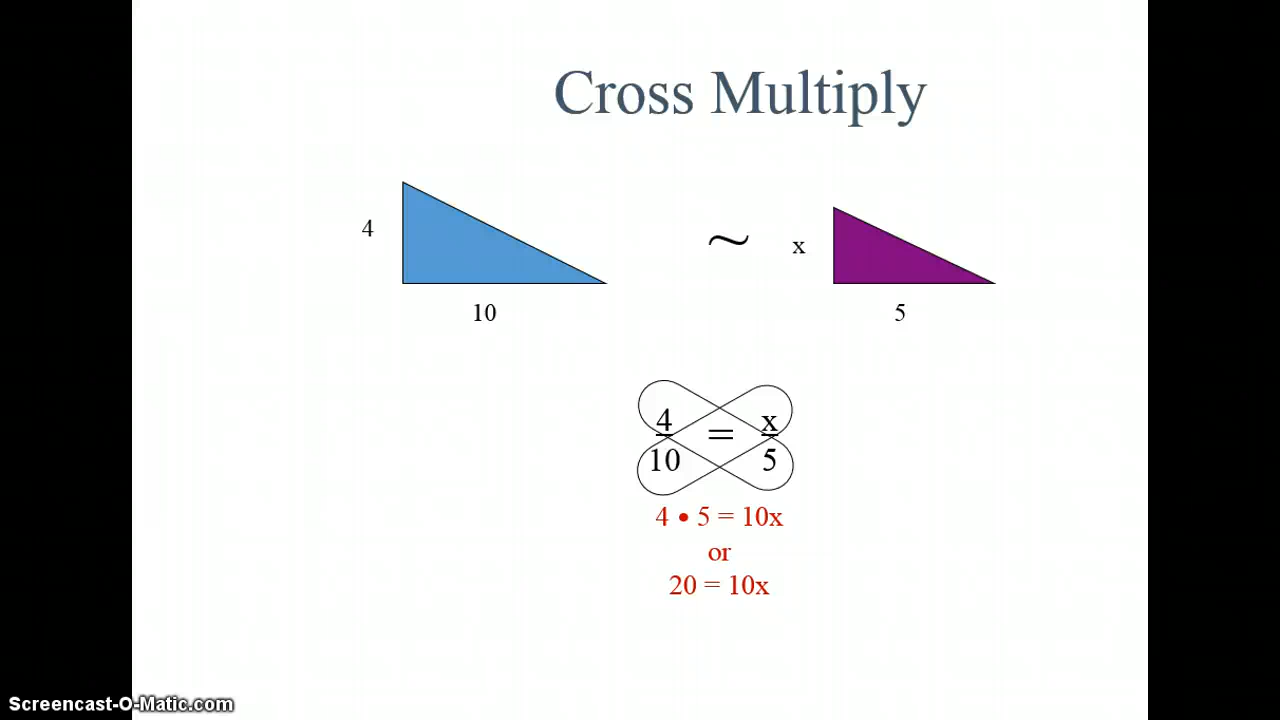 Cross Multiply
4
~
x
10
5
4 = x
10 5
4 • 5 = 10x
or
20 = 10x
Screencast-O-Matic.com